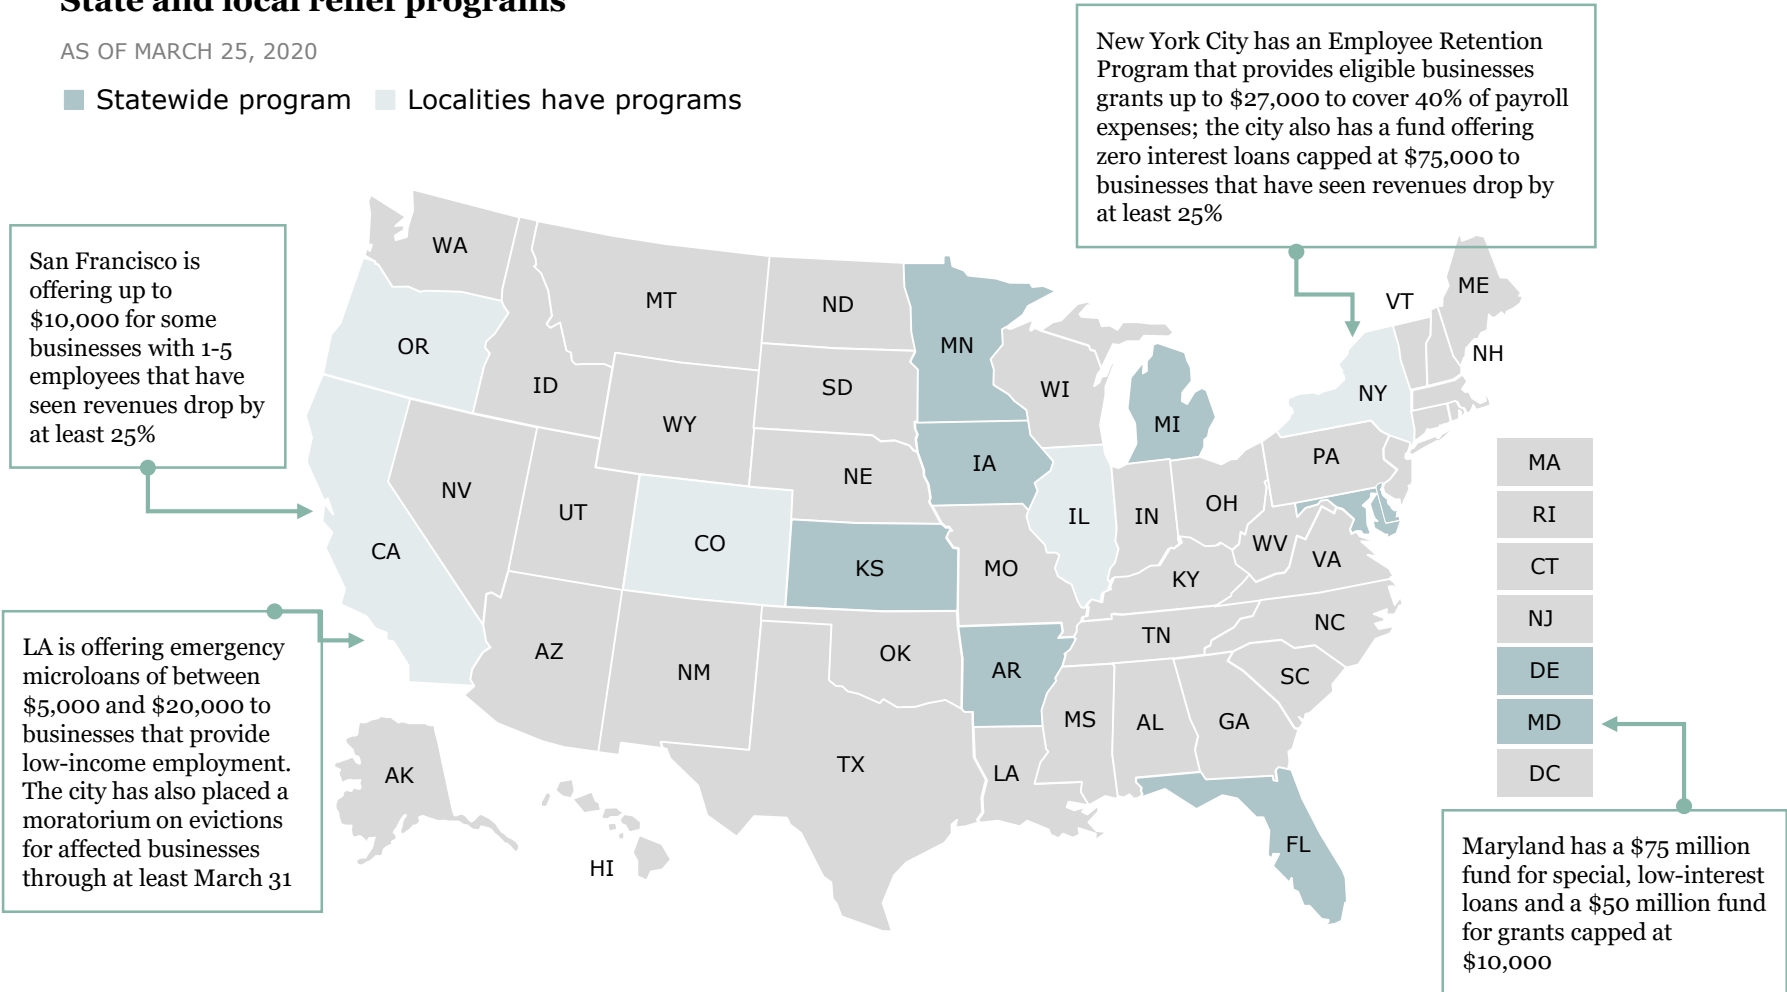 State and local relief programs
AS OF MARCH 25, 2020
Statewide program
Localities have programs
New York City has an Employee Retention
Program that provides eligible businesses
grants up to $27,000 to cover 40% of payroll
expenses; the city also has a fund offering
zero interest loans capped at $75,000 to
businesses that have seen revenues drop by
at least 25%
San Francisco is
offering up to
$10,000 for some
businesses with 1-5
employees that have
seen revenues drop by
at least 25%
LA is offering emergency
microloans of between
$5,000 and $20,000 to
businesses that provide
low-income employment.
The city has also placed a
moratorium on evictions
for affected businesses
through at least March 31
WA
MT
ND
MN
VT
ME
OR
ID
SD
WI
NH
WY
MI
NY
NE
IA
PA
NV
UT
IL
IN
OH
CO
WV
CA
KS
MO
VA
KY
AZ
NM
OK
AR
TN
NC
SC
MS
AL
GA
TX
LA
AK
HI
FL
MA
RI
CT
NJ
DE
MD
DC
Maryland has a $75 million
fund for special, low-interest
loans and a $50 million fund
for grants capped at
$10,000